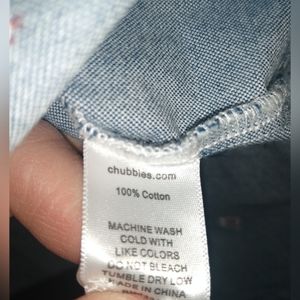 chubbies.com
100% Cotton
MACHINE WASH
COLD WITH
LIKE COLORS
DO NOT BLEACH
TUMBLE DRY LOW
MADE IN CHINA